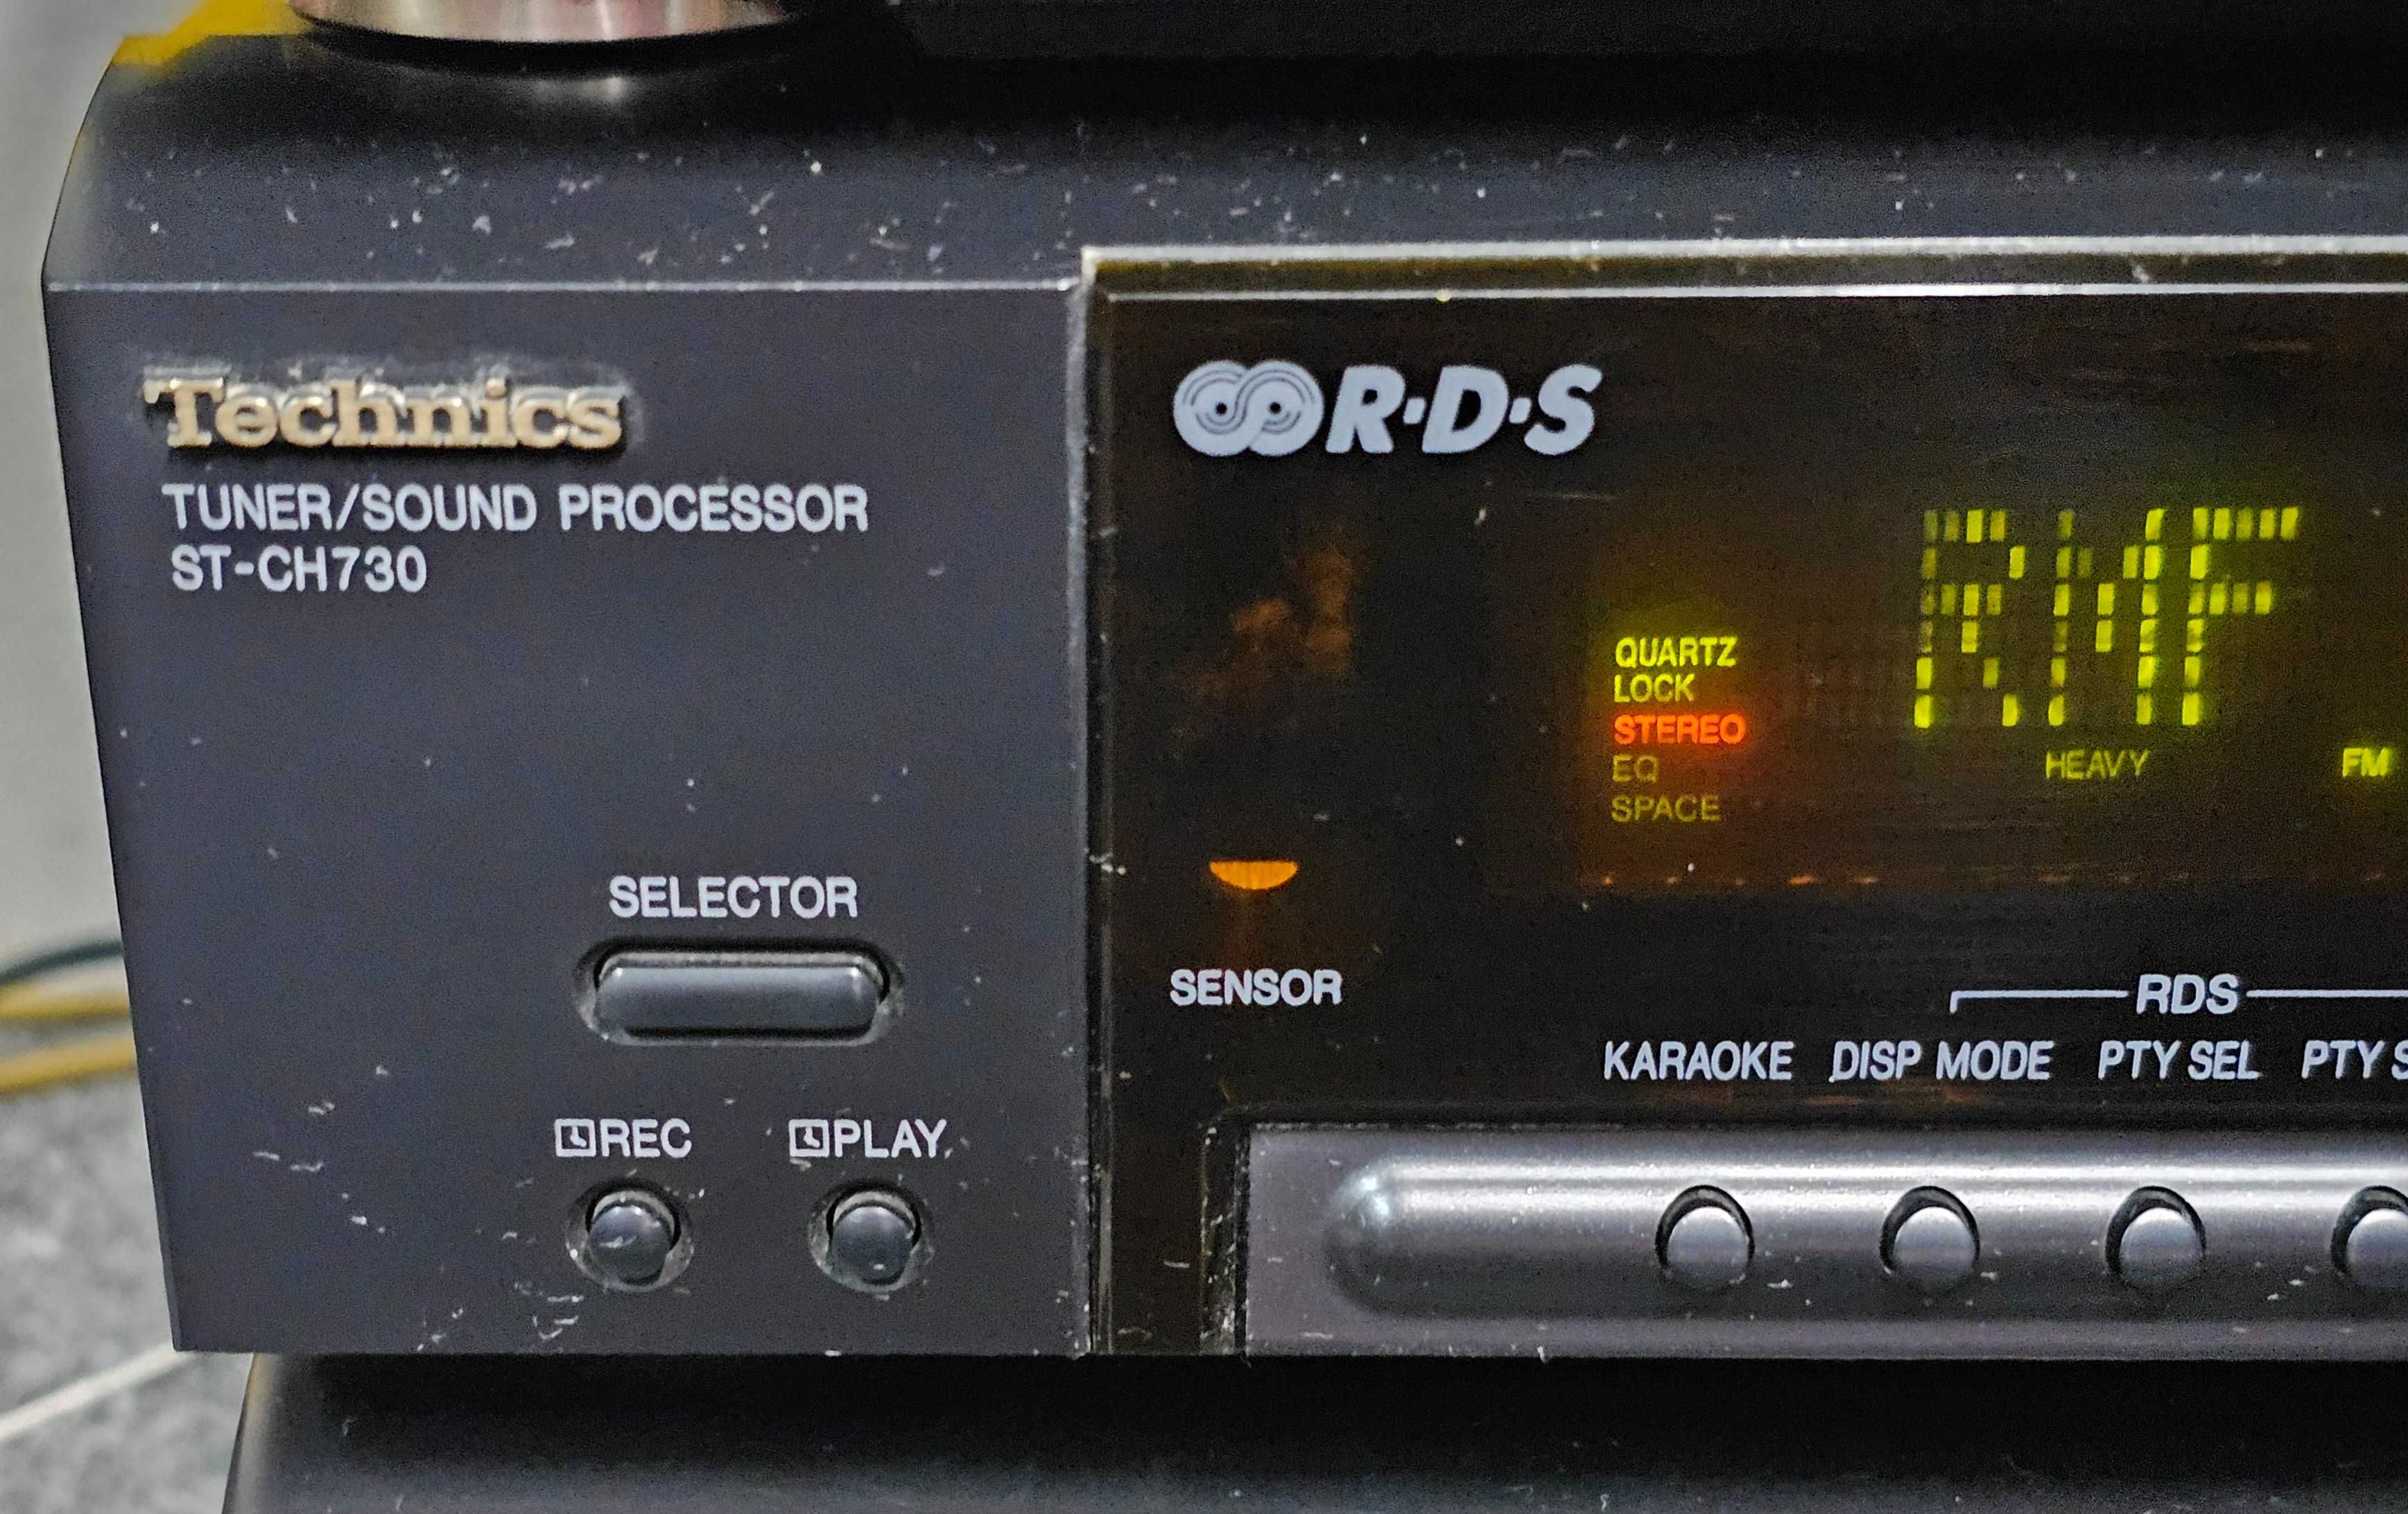 Technics
TUNER/SOUND PROCESSOR
ST-CH730
SELECTOR
REC
PLAY
R·D·S
RMF
QUARTZ
LOCK
STEREO
EQ
SPACE
HEAVY
FM
SENSOR
RDS
KARAOKE DISP MODE PTY SEL PTY S